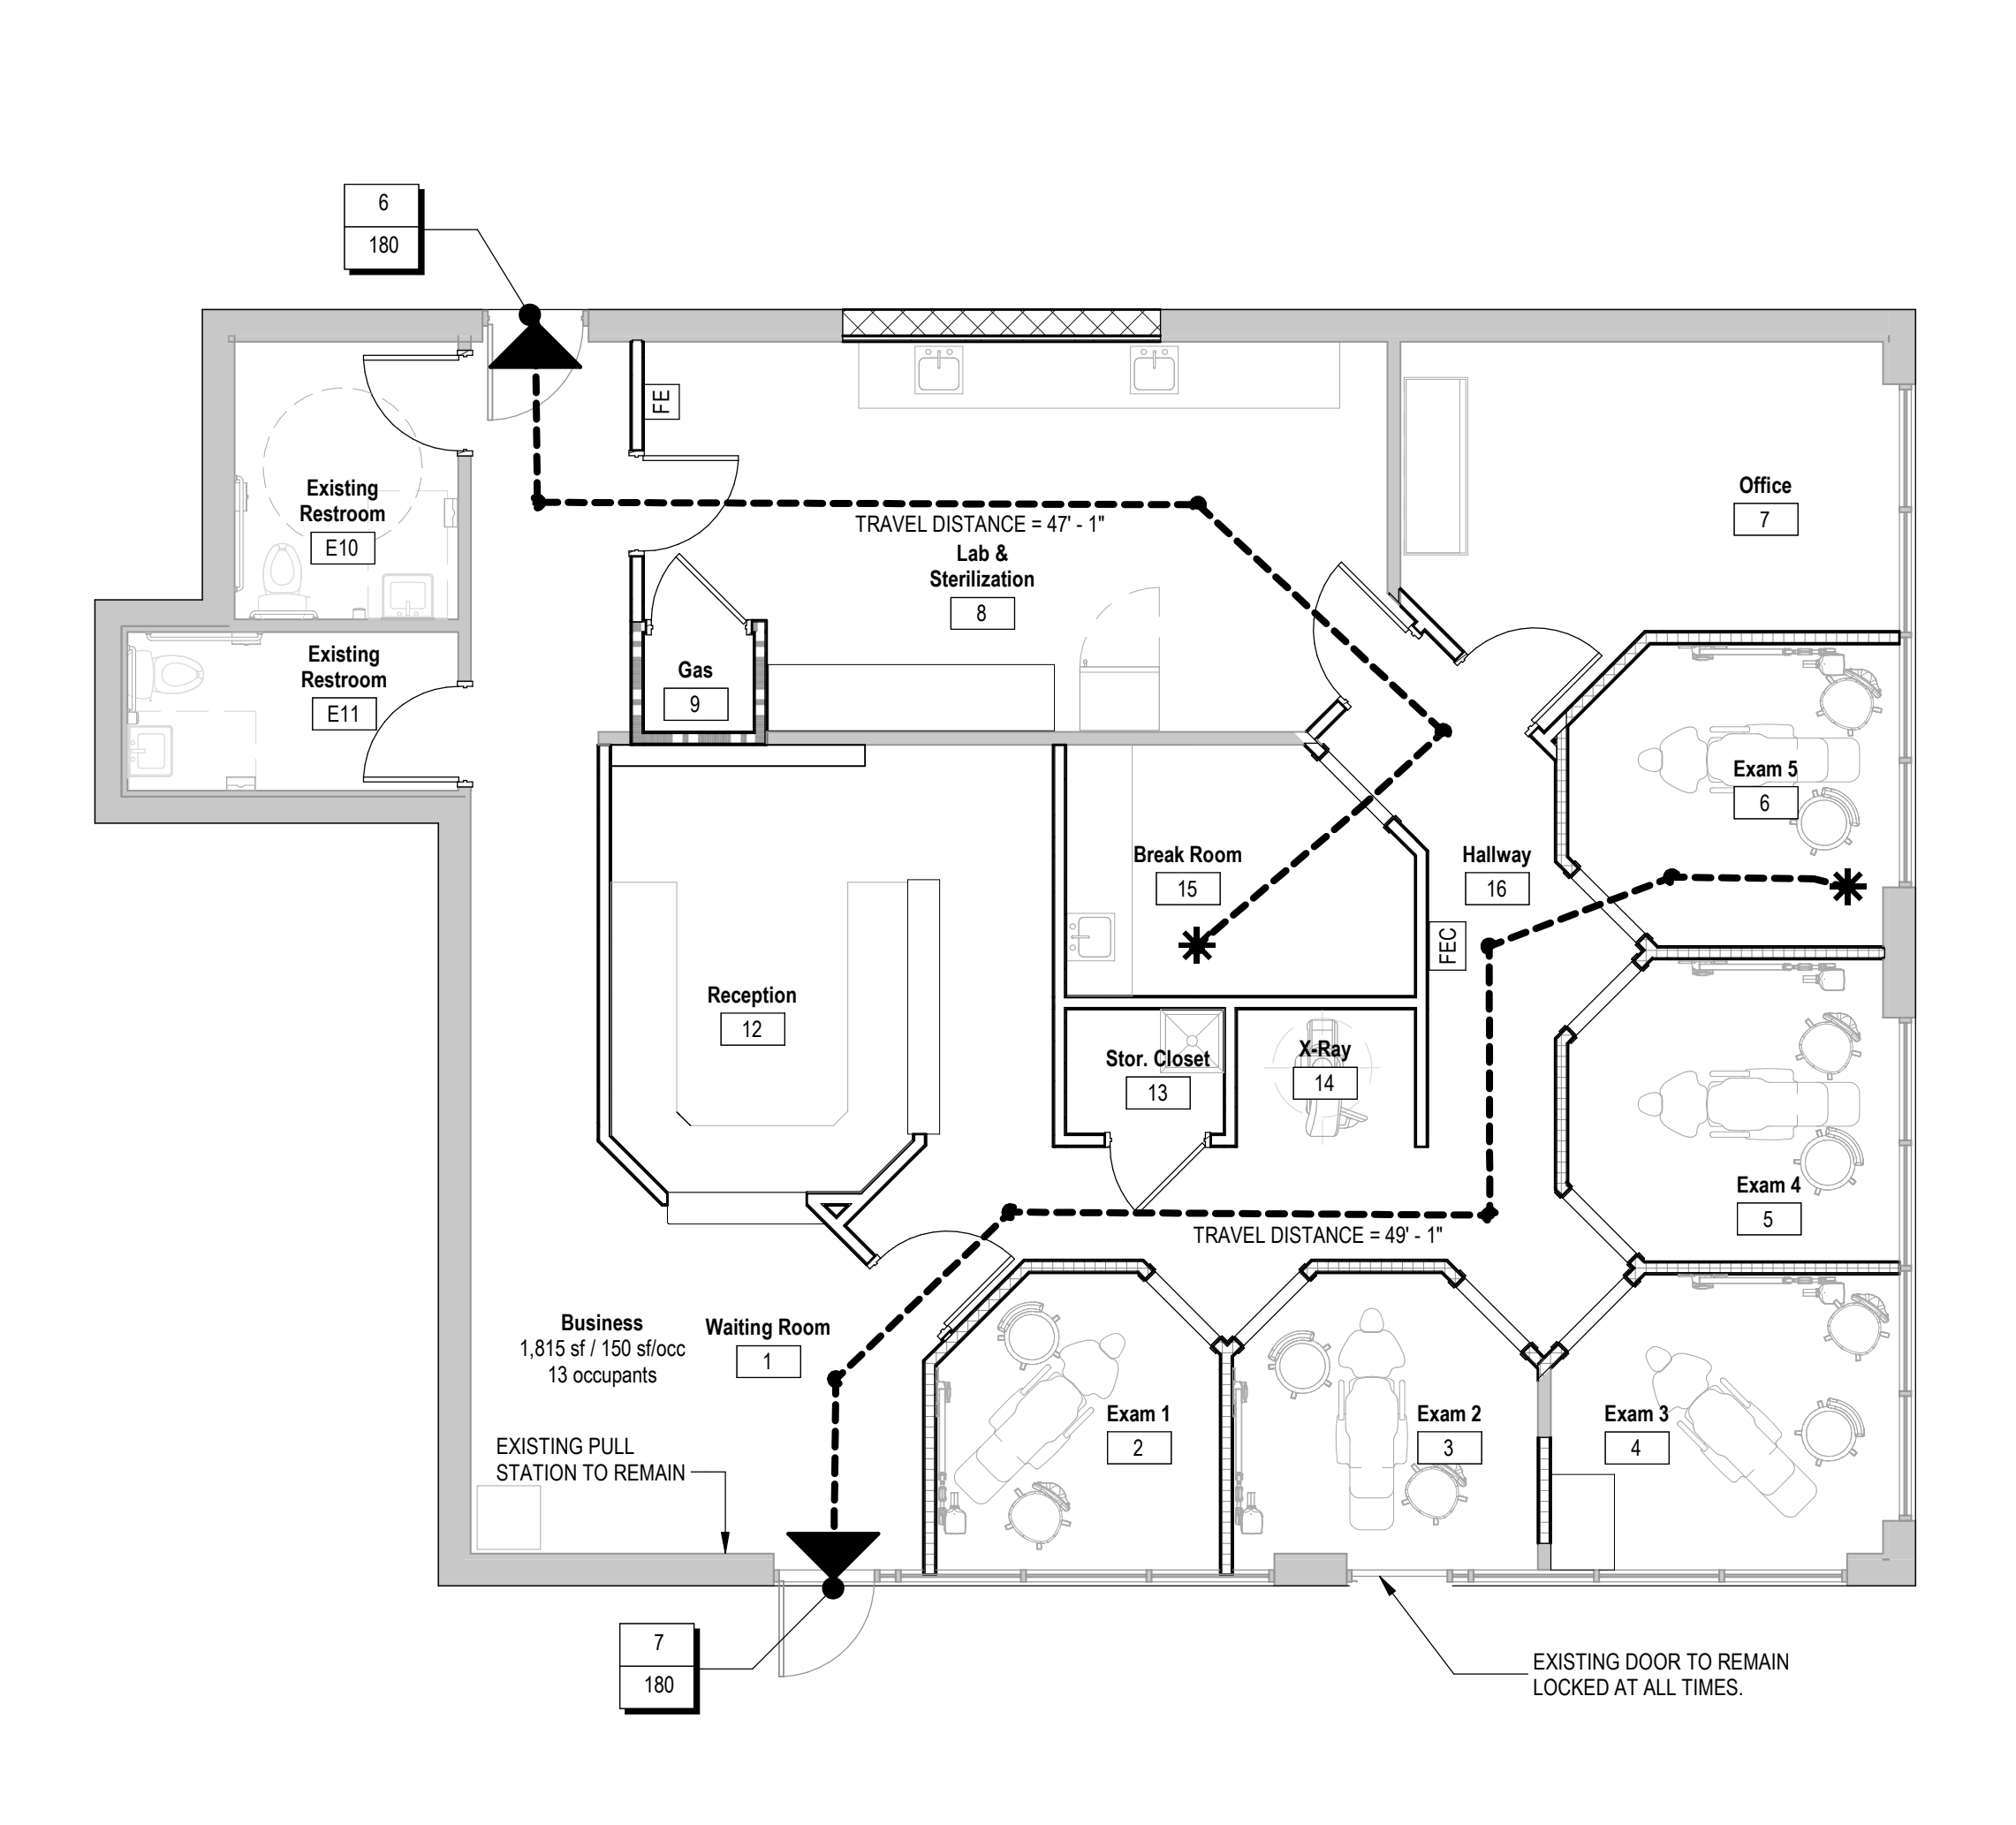 6
180
FE
TRAVEL DISTANCE = 47' - 1"
Existing
Restroom
E10
Lab &
Sterilization
8
Office
7
Existing
Restroom
E11
Gas
9
Exam 5
6
Break Room
15
Hallway
16
FEC
Reception
12
Stor. Closet
13
X-Ray
14
Exam 4
5
TRAVEL DISTANCE = 49' - 1"
Business
1,815 sf / 150 sf/occ
13 occupants
Waiting Room
1
Exam 1
2
Exam 2
3
Exam 3
4
EXISTING PULL
STATION TO REMAIN
7
180
EXISTING DOOR TO REMAIN
LOCKED AT ALL TIMES.